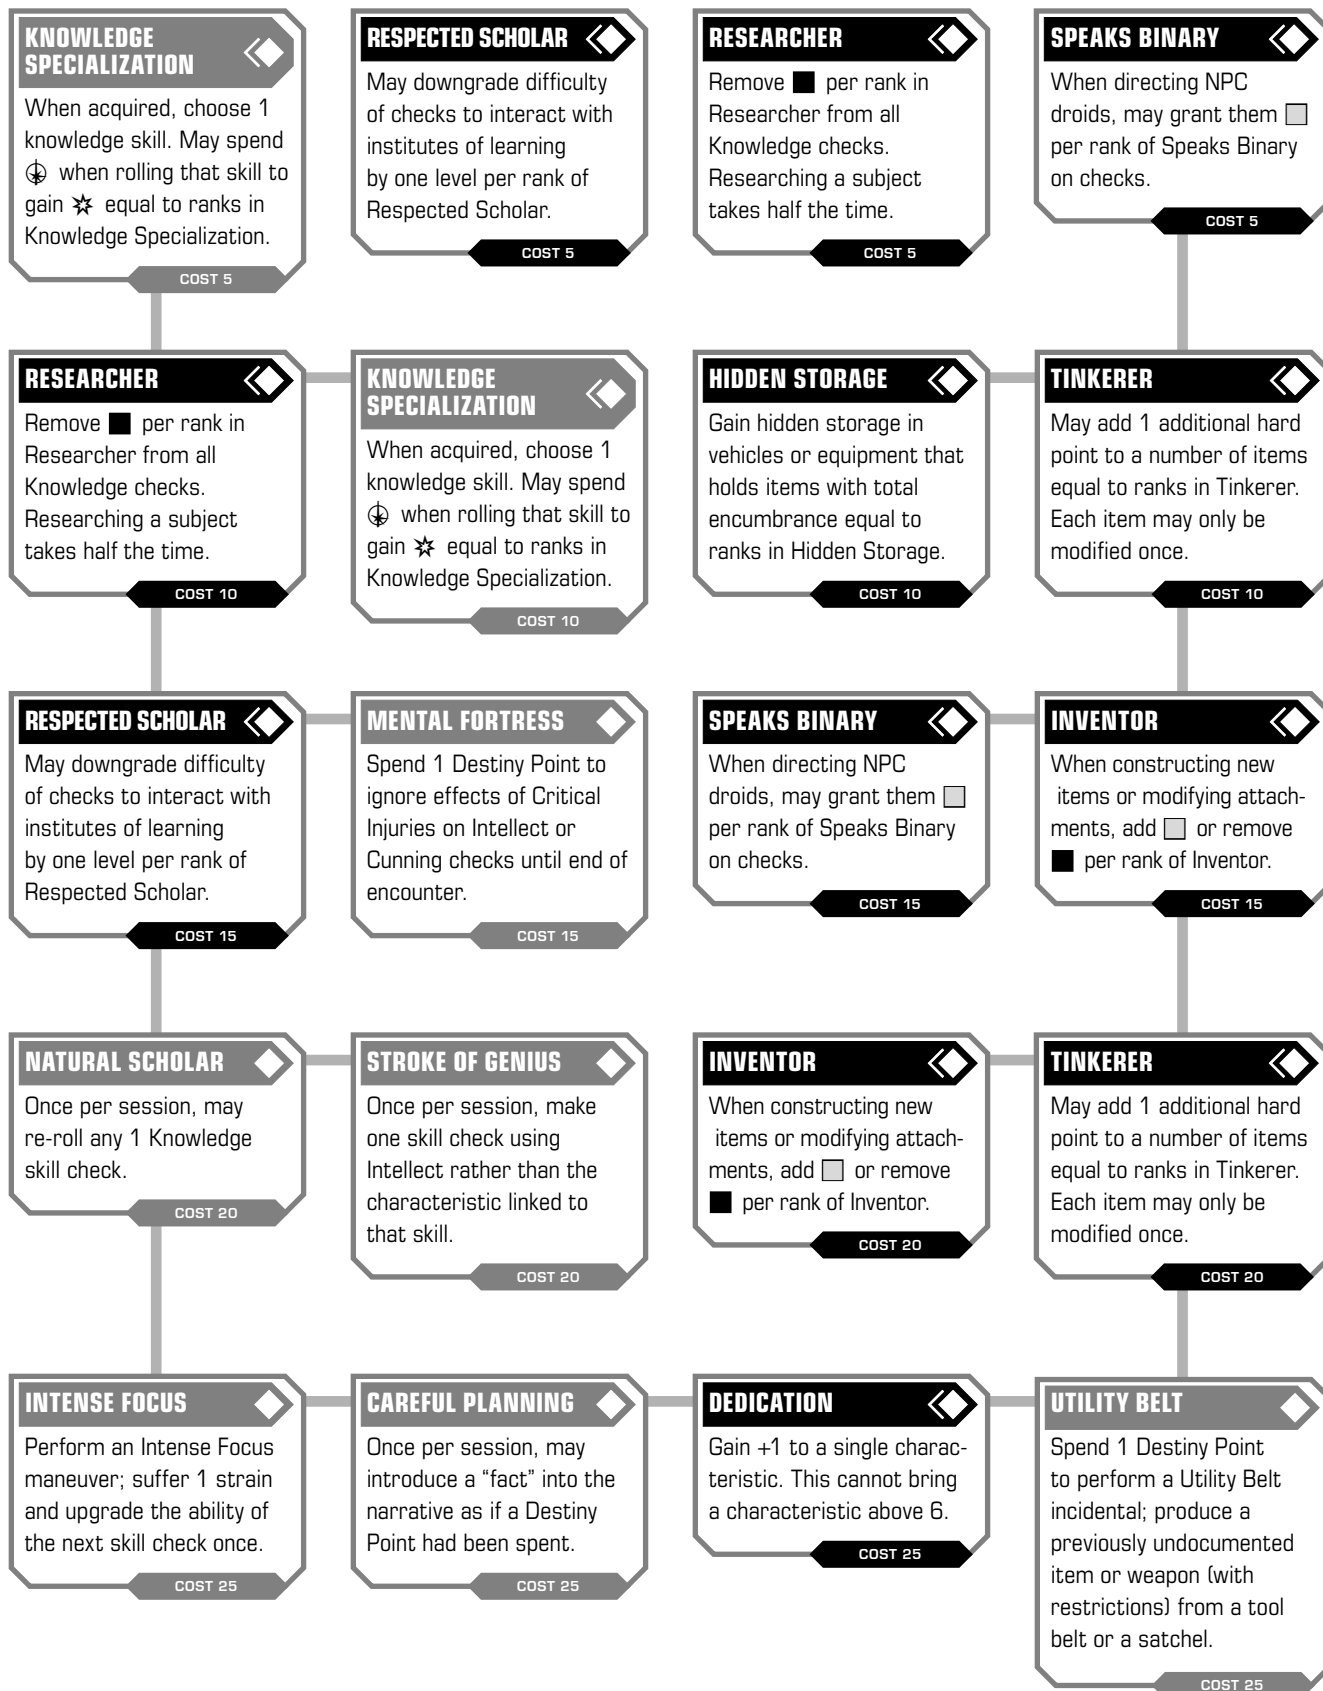 KNOWLEDGE
SPECIALIZATION
When acquired, choose 1
knowledge skill. May spend
when rolling that skill to
gain equal to ranks in
Knowledge Specialization.
COST 5
RESPECTED SCHOLAR
May downgrade difficulty
of checks to interact with
institutes of learning
by one level per rank of
Respected Scholar.
COST 5
RESEARCHER
Remove per rank in
Researcher from all
Knowledge checks.
Researching a subject
takes half the time.
COST 5
SPEAKS BINARY
When directing NPC
droids, may grant them
per rank of Speaks Binary
on checks.
COST 5
RESEARCHER
Remove per rank in
Researcher from all
Knowledge checks.
Researching a subject
takes half the time.
COST 10
KNOWLEDGE
SPECIALIZATION
When acquired, choose 1
knowledge skill. May spend
when rolling that skill to
gain equal to ranks in
Knowledge Specialization.
COST 10
HIDDEN STORAGE
Gain hidden storage in
vehicles or equipment that
holds items with total
encumbrance equal to
ranks in Hidden Storage.
COST 10
TINKERER
May add 1 additional hard
point to a number of items
equal to ranks in Tinkerer.
Each item may only be
modified once.
COST 10
RESPECTED SCHOLAR
May downgrade difficulty
of checks to interact with
institutes of learning
by one level per rank of
Respected Scholar.
COST 15
MENTAL FORTRESS
Spend 1 Destiny Point to
ignore effects of Critical
Injuries on Intellect or
Cunning checks until end of
encounter.
COST 15
SPEAKS BINARY
When directing NPC
droids, may grant them
per rank of Speaks Binary
on checks.
COST 15
INVENTOR
When constructing new
items or modifying attach-
ments, add or remove
per rank of Inventor.
COST 15
NATURAL SCHOLAR
Once per session, may
re-roll any 1 Knowledge
skill check.
COST 20
STROKE OF GENIUS
Once per session, make
one skill check using
Intellect rather than the
characteristic linked to
that skill.
COST 20
INVENTOR
When constructing new
items or modifying attach-
ments, add or remove
per rank of Inventor.
COST 20
TINKERER
May add 1 additional hard
point to a number of items
equal to ranks in Tinkerer.
Each item may only be
modified once.
COST 20
INTENSE FOCUS
Perform an Intense Focus
maneuver; suffer 1 strain
and upgrade the ability of
the next skill check once.
COST 25
CAREFUL PLANNING
Once per session, may
introduce a “fact” into the
narrative as if a Destiny
Point had been spent.
COST 25
DEDICATION
Gain +1 to a single charac-
teristic. This cannot bring
a characteristic above 6.
COST 25
UTILITY BELT
Spend 1 Destiny Point
to perform a Utility Belt
incidental; produce a
previously undocumented
item or weapon (with
restrictions) from a tool
belt or a satchel.
COST 25